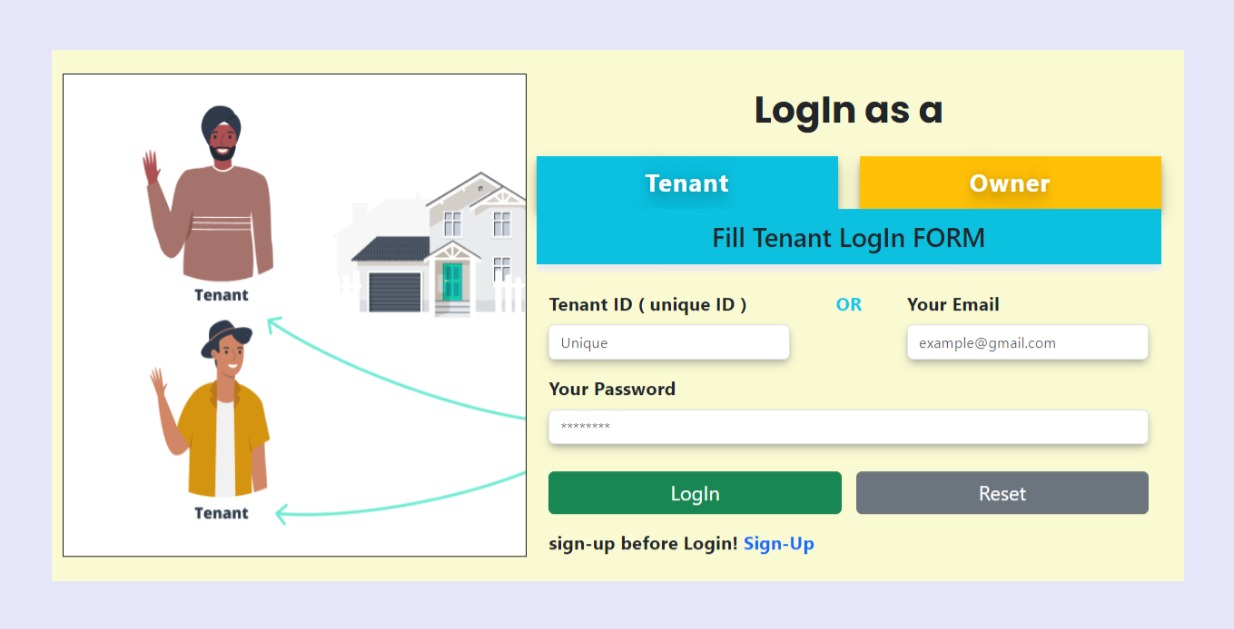 LogIn as a
Tenant
Owner
Fill Tenant LogIn FORM
Tenant
Tenant ID ( unique ID )
OR
Your Email
Unique
example@gmail.com
Your Password
********
LogIn
Reset
Tenant
sign-up before Login! Sign-Up